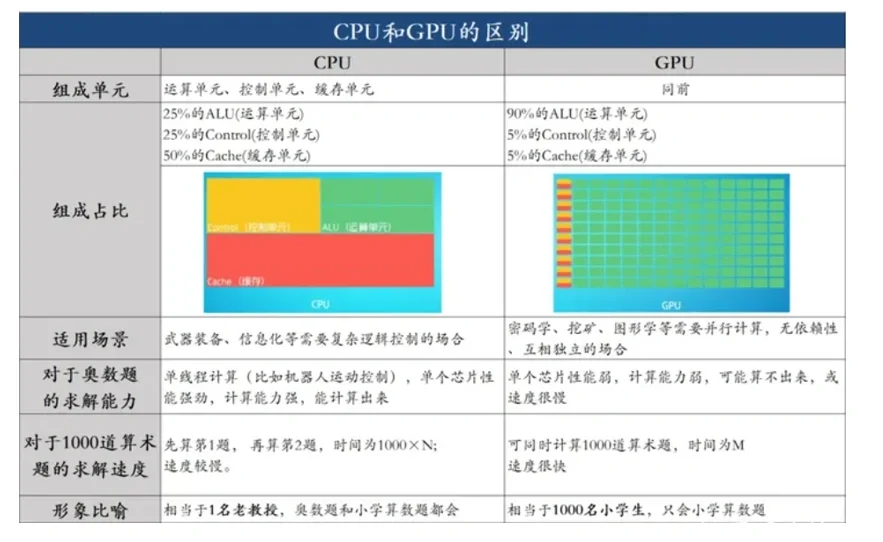 CPU和GPU的区别
CPU
GPU
组成单元
运算单元、控制单元、缓存单元
同前
组成占比
25%的ALU(运算单元)
25%的Control(控制单元)
50%的Cache(缓存单元)
90%的ALU(运算单元)
5%的Control(控制单元)
5%的Cache(缓存单元)
Control（控制单元）
ALU（运算单元）
Cache（缓存）
CPU
GPU
适用场景
武器装备、信息化等需要复杂逻辑控制的场合
密码学、挖矿、图形学等需要并行计算，无依赖性
、互相独立的场合
对于奥数题
的求解能力
单线程计算（比如机器人运动控制），单个芯片性
能强劲，计算能力强，能计算出来
单个芯片性能弱，计算能力弱，可能算不出来，或
速度很慢
对于1000道算术
题的求解速度
先算第1题，再算第2题，时间为1000×N;
速度较慢。
可同时计算1000道算术题，时间为M
速度很快
形象比喻
相当于1名老教授，奥数题和小学算数题都会
相当于1000名小学生，只会小学算数题